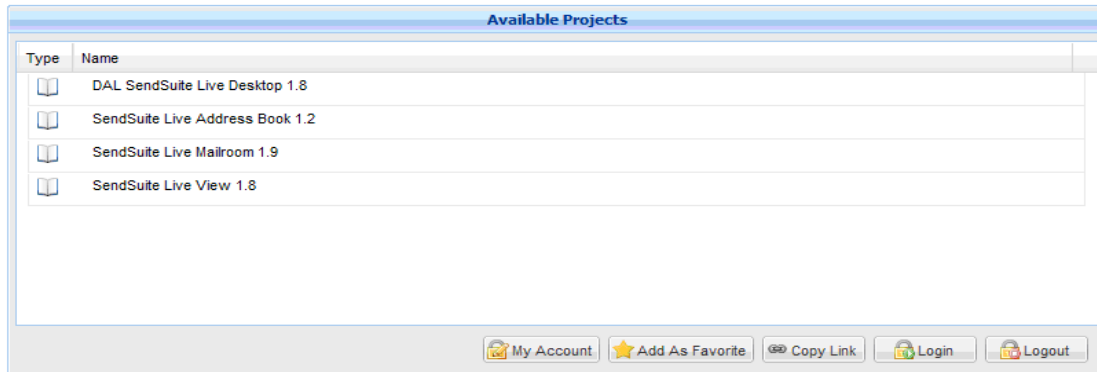 Available Projects
Type Name
DAL SendSuite Live Desktop 1.8
SendSuite Live Address Book 1.2
SendSuite Live Mailroom 1.9
SendSuite Live View 1.8
My Account Add As Favorite Copy Link Login Logout